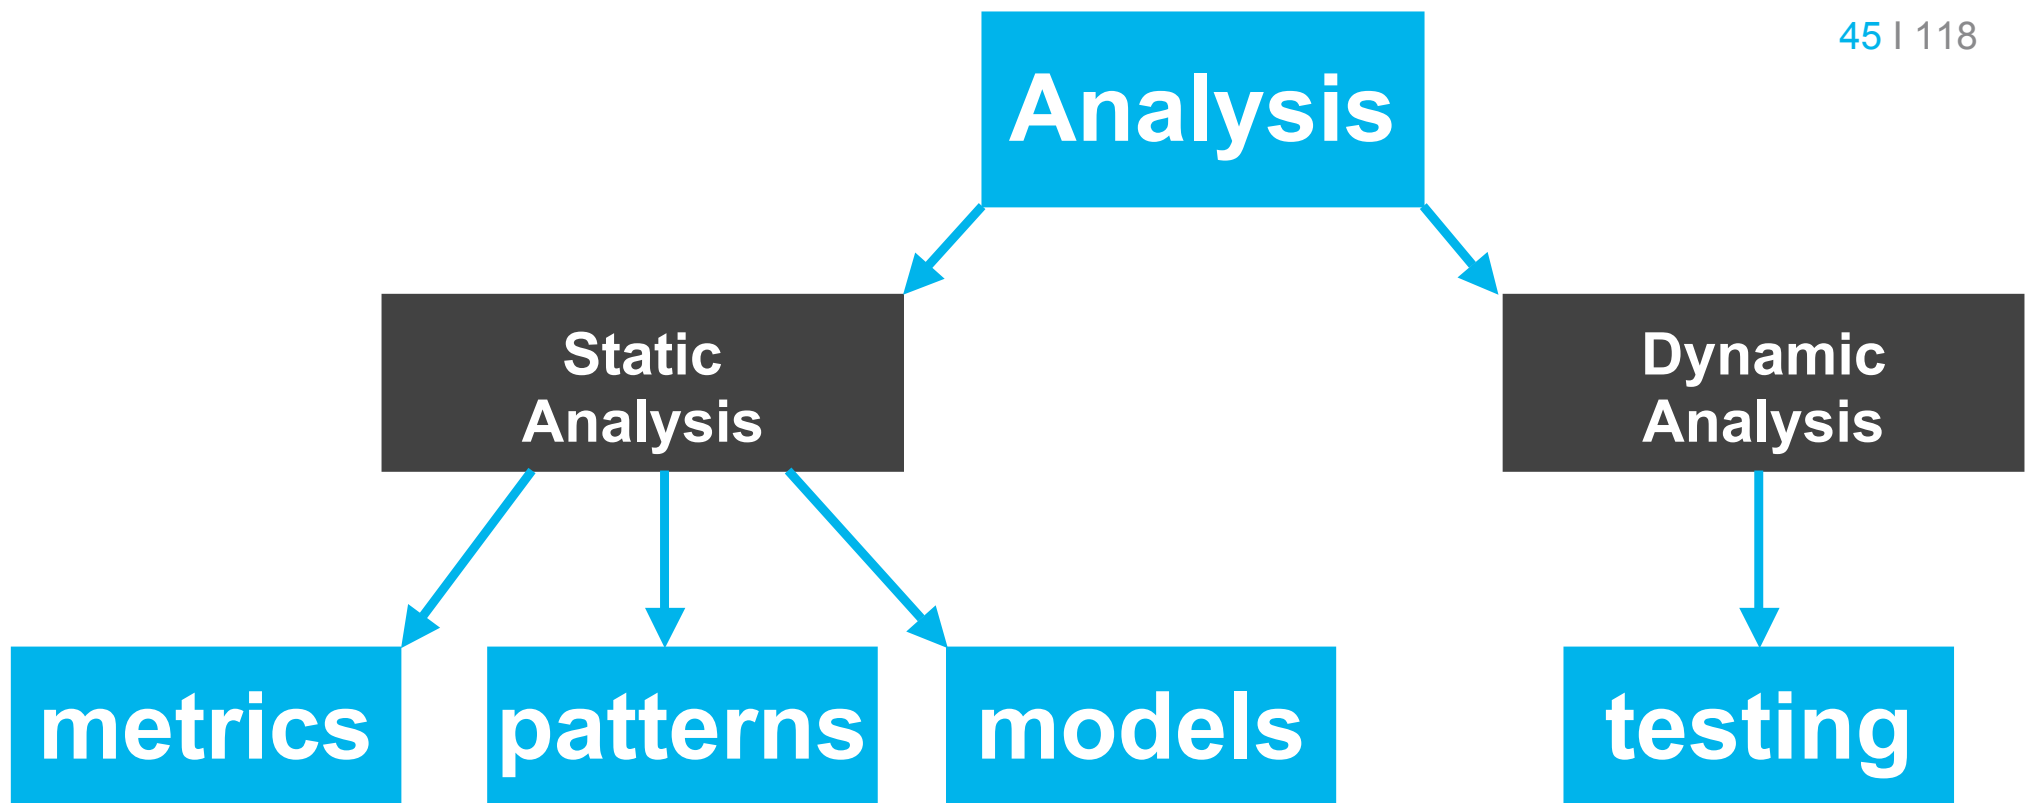 45 | 118
Analysis
Static
Analysis
Dynamic
Analysis
metrics
patterns
models
testing